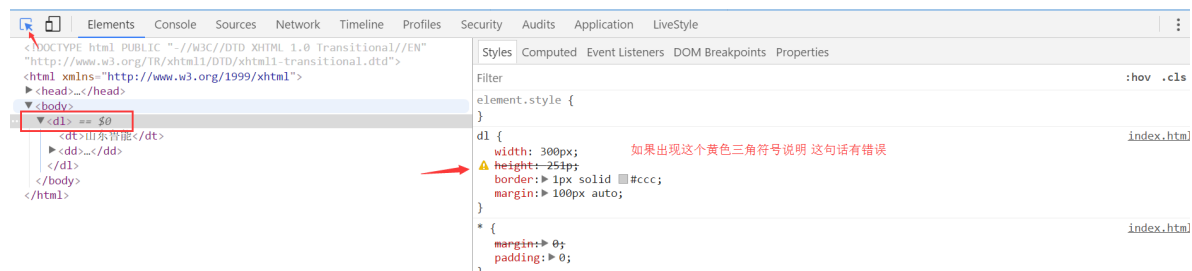 Elements Console Sources Network Timeline Profiles Security Audits Application LiveStyle
<!DOCTYPE html PUBLIC "-//W3C//DTD XHTML 1.0 Transitional//EN"
"http://www.w3.org/TR/xhtml1/DTD/xhtml1-transitional.dtd">
<html xmlns="http://www.w3.org/1999/xhtml">
<head>…</head>
<body>
<dl> == $0
<dt>山东鲁能</dt>
<dd>…</dd>
</dl>
</body>
</html>
Styles Computed Event Listeners DOM Breakpoints Properties
Filter :hov .cls
element.style {
}
dl { index.html
width: 300px; 如果出现这个黄色三角符号说明 这句话有错误
height: 251p;
border: 1px solid #ccc;
margin: 100px auto;
}
* { index.html
margin: 0;
padding: 0;
}